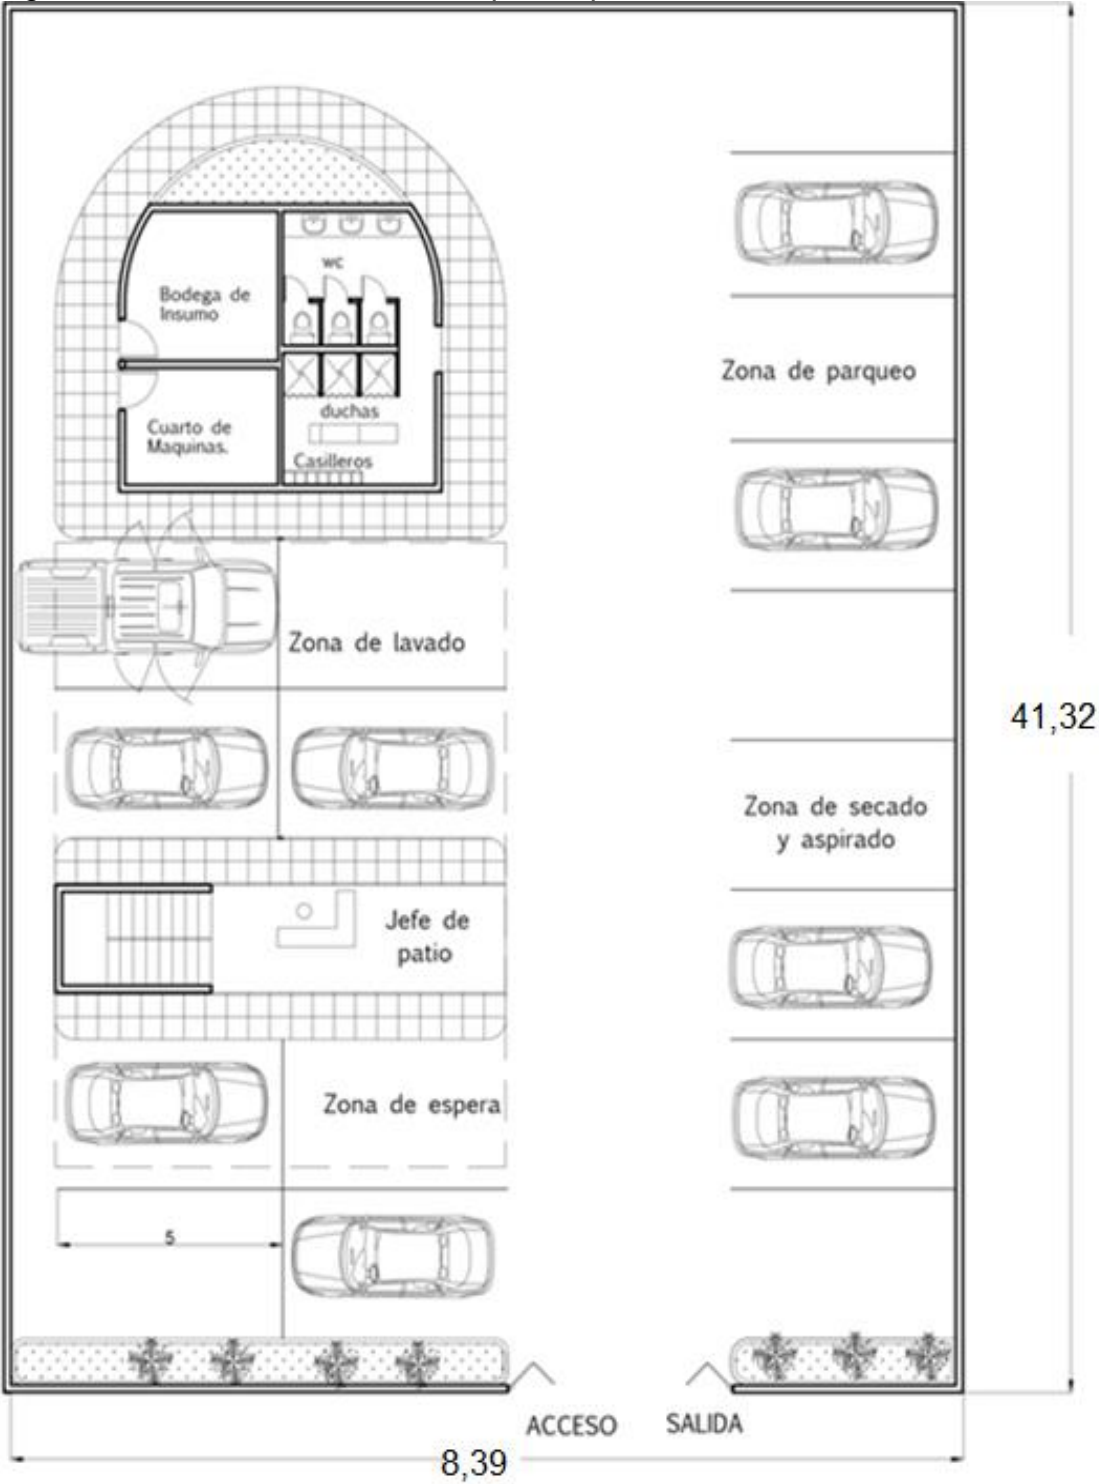 wc
Bodega de
Insumo
Zona de parqueo
duchas
Cuarto de
Maquinas.
Casilleros
Zona de lavado
41,32
Zona de secado
y aspirado
Jefe de
patio
Zona de espera
5
ACCESO
SALIDA
8,39